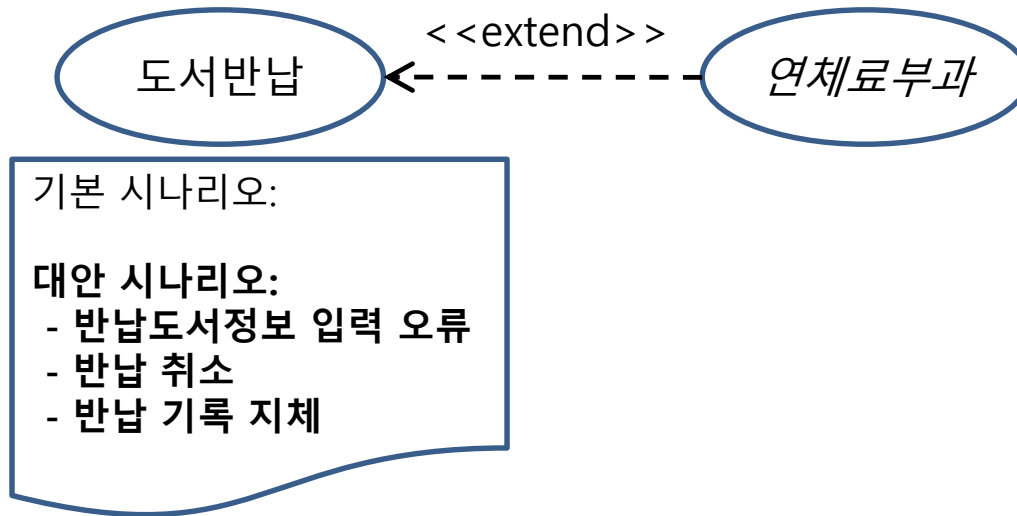 <<extend>>
도서반납
연체료부과
기본 시나리오:
대안 시나리오:
- 반납도서정보 입력 오류
- 반납 취소
- 반납 기록 지체